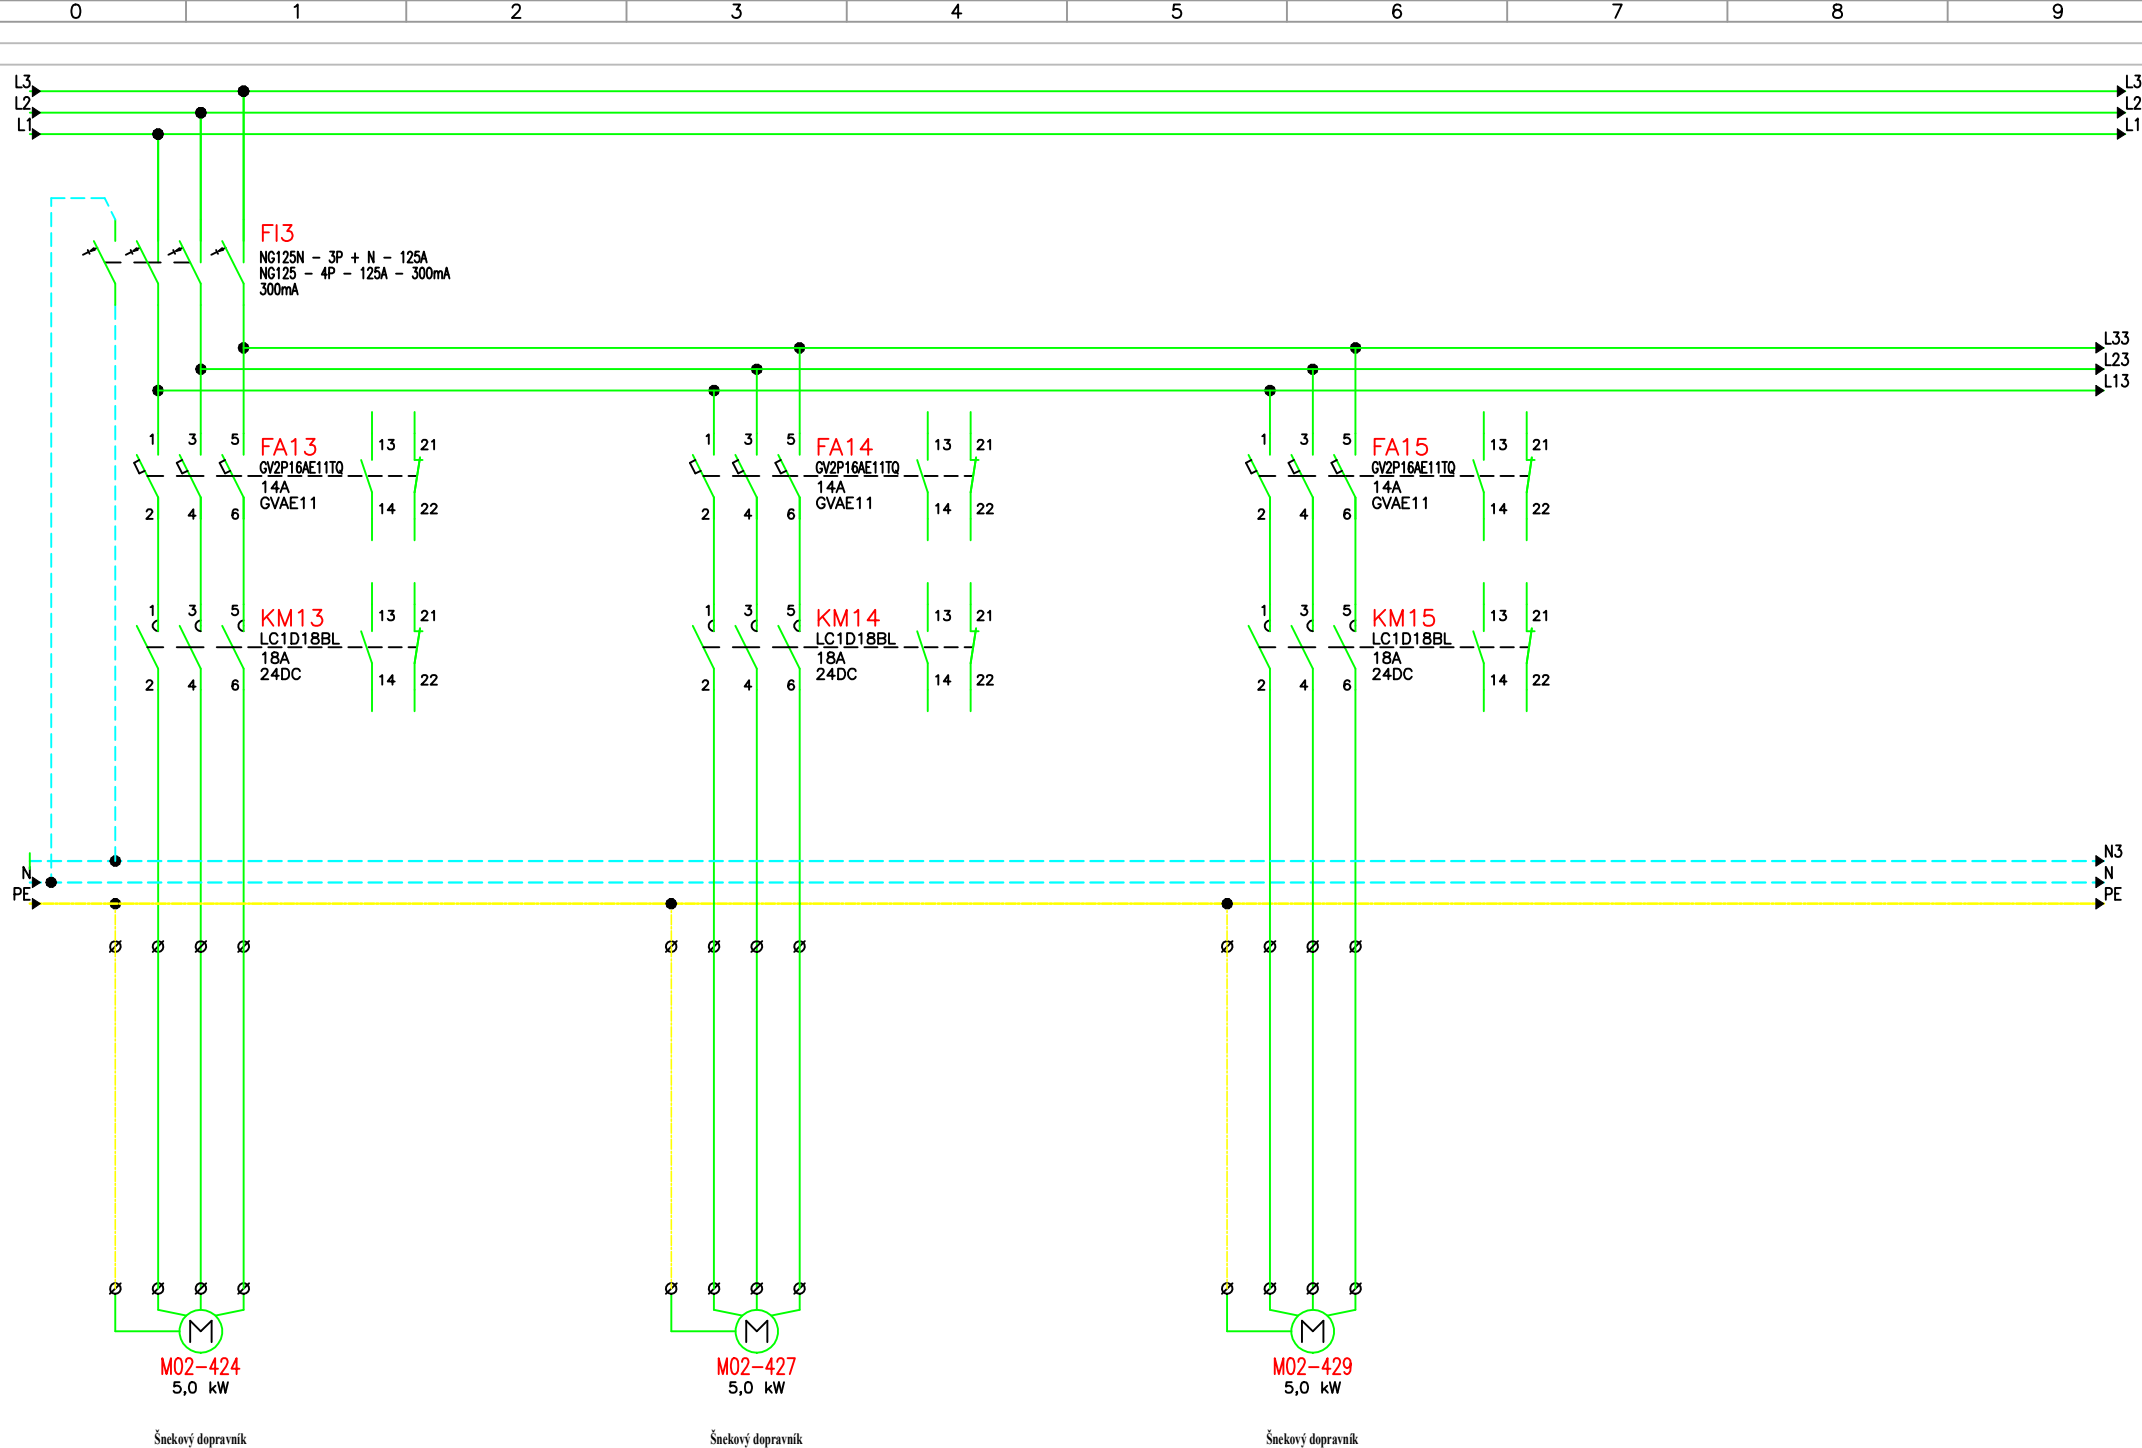 0 1 2 3 4 5 6 7 8 9
L3 L3
L2 L2
L1 L1
FI3
NG125N - 3P + N - 125A
NG125 - 4P - 125A - 300mA
300mA
L33
L23
L13
1 3 5 FA13 13 21
GV2P16AE11TQ
14A
GVAE11
2 4 6 14 22
1 3 5 FA14 13 21
GV2P16AE11TQ
14A
GVAE11
2 4 6 14 22
1 3 5 FA15 13 21
GV2P16AE11TQ
14A
GVAE11
2 4 6 14 22
1 3 5 KM13 13 21
LC1D18BL
18A
24DC
2 4 6 14 22
1 3 5 KM14 13 21
LC1D18BL
18A
24DC
2 4 6 14 22
1 3 5 KM15 13 21
LC1D18BL
18A
24DC
2 4 6 14 22
N3
N N
PE PE
M M M
M02-424 M02-427 M02-429
5,0 kW 5,0 kW 5,0 kW
Šnekový dopravník Šnekový dopravník Šnekový dopravník